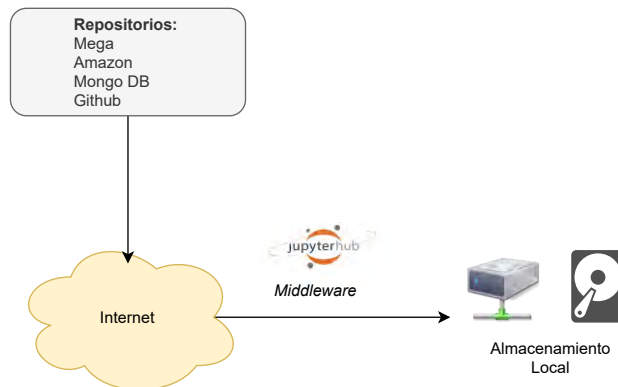 Repositorios:
Mega
Amazon
Mongo DB
Github
jupyterhub
Middleware
Internet
Almacenamiento
Local